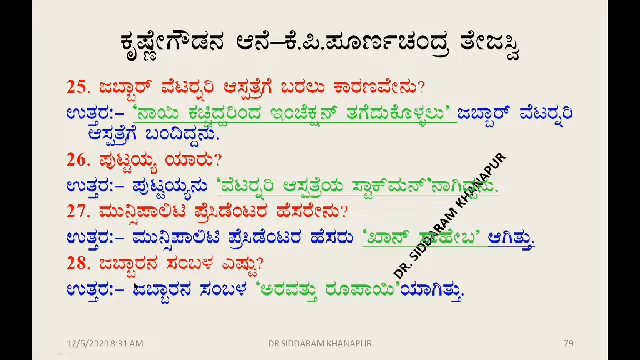 ಕೃಷ್ಣೇಗೌಡನ ಆನೆ–ಕೆ.ಪಿ.ಪೂರ್ಣಚಂದ್ರ ತೇಜಸ್ವಿ
25. ಜಬ್ಬಾರ್ ವೆಟರ‍್ನರಿ ಆಸ್ಪತ್ರೆಗೆ ಬರಲು ಕಾರಣವೇನು?
ಉತ್ತರ:– 'ನಾಯಿ ಕಚ್ಚಿದ್ದರಿಂದ ಇಂಚೆಕ್ಷನ್ ತಗೆದುಕೊಳ್ಳಲು' ಜಬ್ಬಾರ್ ವೆಟರ‍್ನರಿ
ಆಸ್ಪತ್ರೆಗೆ ಬಂದಿದ್ದನು.
26. ಪುಟ್ಟಯ್ಯ ಯಾರು?
ಉತ್ತರ:– ಪುಟ್ಟಯ್ಯನು 'ವೆಟರ‍್ನರಿ ಆಸ್ಪತ್ರೆಯ ಸ್ಟಾಕ್‌ಮನ್'ನಾಗಿದ್ದನು.
27. ಮುನ್ಸಿಪಾಲಿಟಿ ಪ್ರೆಸಿಡೆಂಟರ ಹೆಸರೇನು?
ಉತ್ತರ:– ಮುನ್ಸಿಪಾಲಿಟಿ ಪ್ರೆಸಿಡೆಂಟರ ಹೆಸರು 'ಖಾನ್ ಸಾಹೇಬ' ಆಗಿತ್ತು.
28. ಜಬ್ಬಾರನ ಸಂಬಳ ಎಷ್ಟು?
ಉತ್ತರ:– ಜಬ್ಬಾರನ ಸಂಬಳ 'ಅರವತ್ತು ರೂಪಾಯಿ'ಯಾಗಿತ್ತು.
DR. SIDDARAM KHANAPUR
12/5/2020 8:31 AM DR SIDDARAM KHANAPUR 79